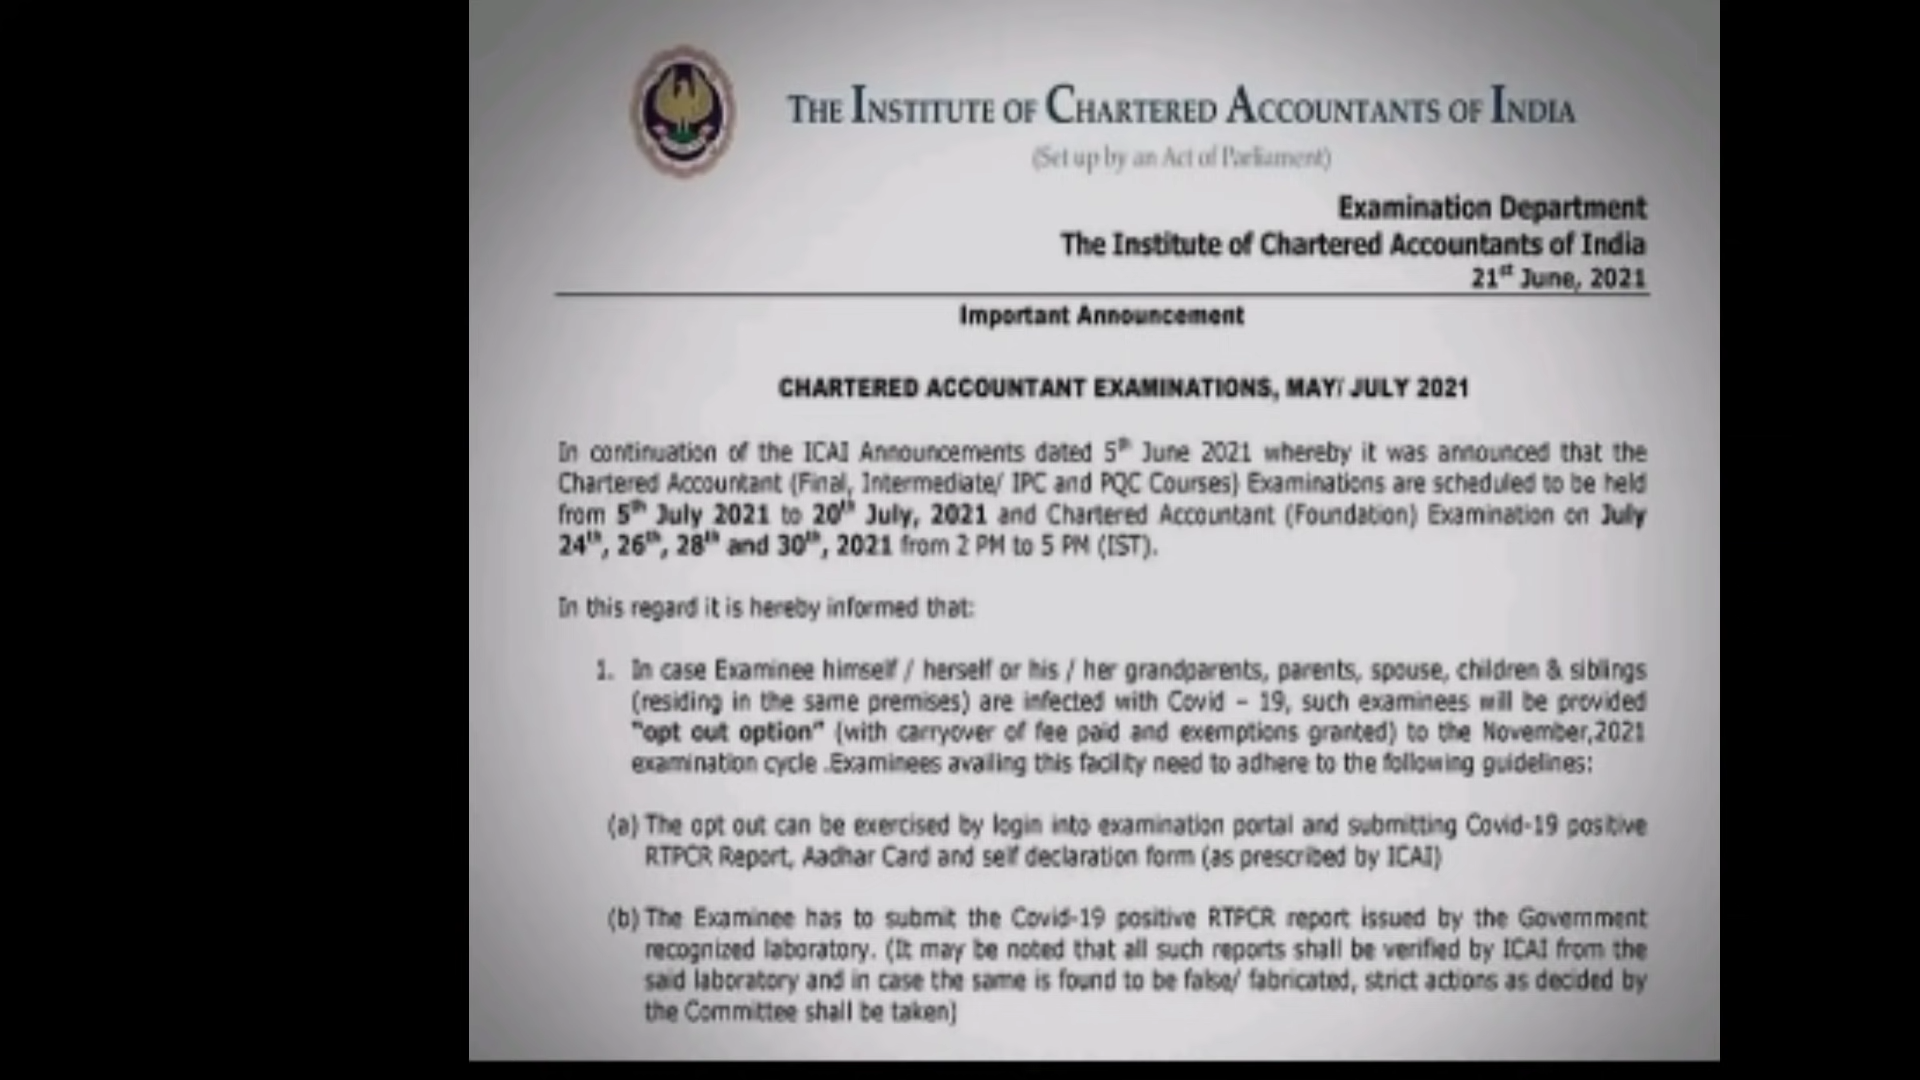 THE INSTITUTE OF CHARTERED ACCOUNTANTS OF INDIA
(Set up by an Act of Parliament)
Examination Department
The Institute of Chartered Accountants of India
21st June, 2021
Important Announcement
CHARTERED ACCOUNTANT EXAMINATIONS, MAY/ JULY 2021
In continuation of the ICAI Announcements dated 5th June 2021 whereby it was announced that the
Chartered Accountant (Final, Intermediate/ IPC and PQC Courses) Examinations are scheduled to be held
from 5th July 2021 to 20th July, 2021 and Chartered Accountant (Foundation) Examination on July
24th, 26th, 28th and 30th, 2021 from 2 PM to 5 PM (IST).
In this regard it is hereby informed that:
1. In case Examinee himself / herself or his / her grandparents, parents, spouse, children & siblings
(residing in the same premises) are infected with Covid – 19, such examinees will be provided
"opt out option" (with carryover of fee paid and exemptions granted) to the November,2021
examination cycle .Examinees availing this facility need to adhere to the following guidelines:
(a) The opt out can be exercised by login into examination portal and submitting Covid-19 positive
RTPCR Report, Aadhar Card and self declaration form (as prescribed by ICAI)
(b) The Examinee has to submit the Covid-19 positive RTPCR report issued by the Government
recognized laboratory. (It may be noted that all such reports shall be verified by ICAI from the
said laboratory and in case the same is found to be false/ fabricated, strict actions as decided by
the Committee shall be taken)